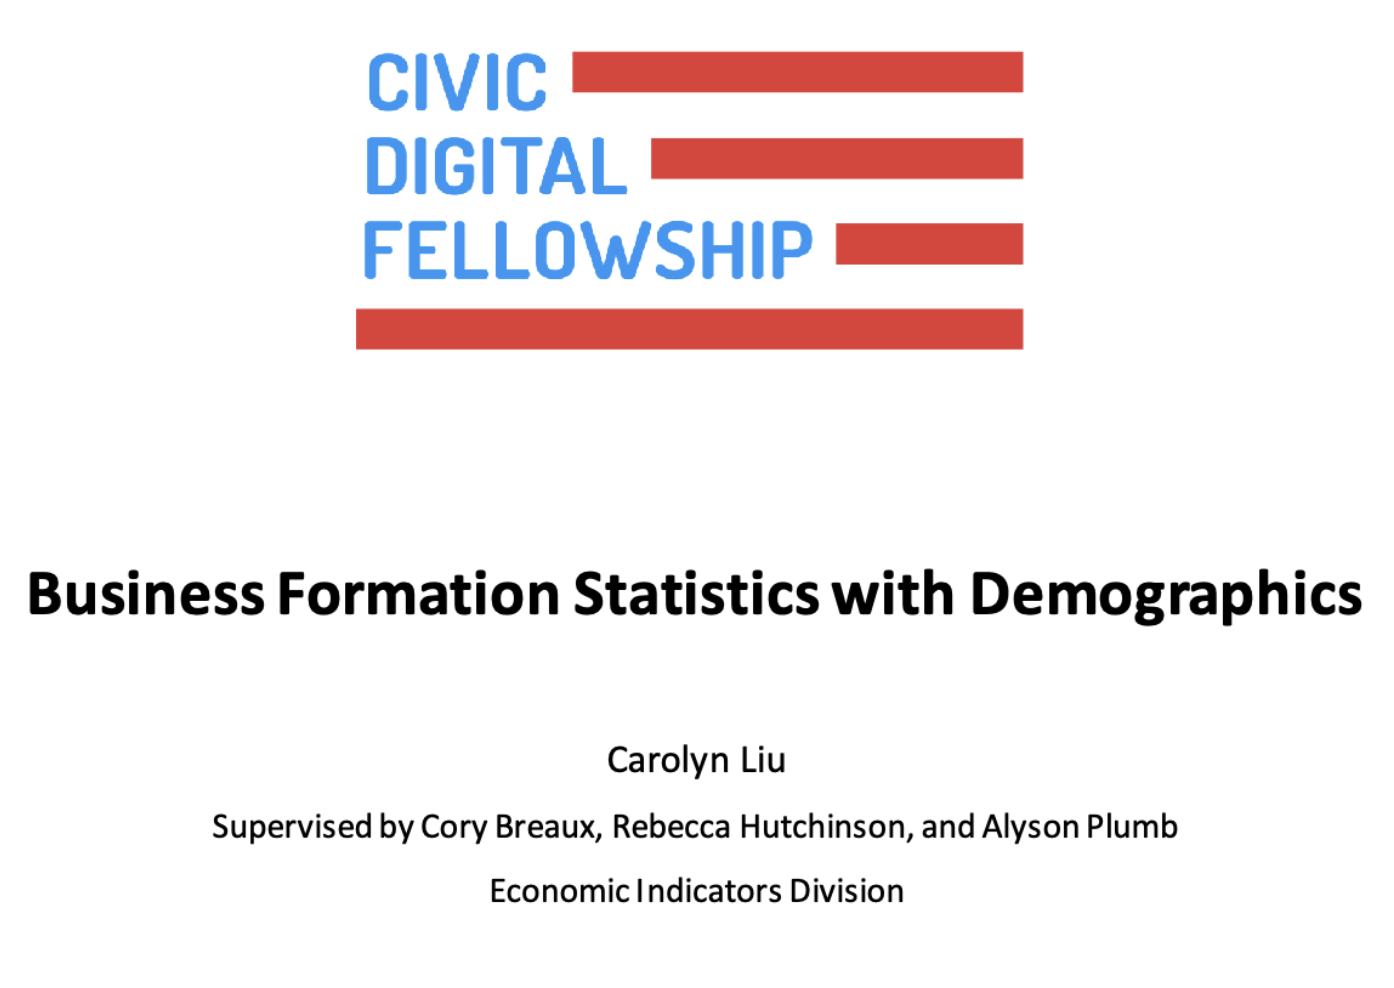 CIVIC
DIGITAL
FELLOWSHIP
Business Formation Statistics with Demographics
Carolyn Liu
Supervised by Cory Breaux, Rebecca Hutchinson, and Alyson Plumb
Economic Indicators Division